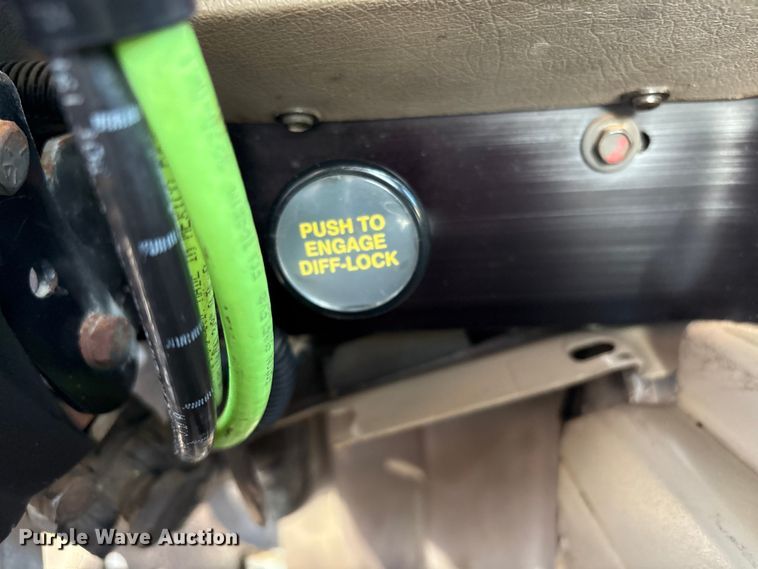 PUSH TO
ENGAGE
DIFF-LOCK
Purple Wave Auction